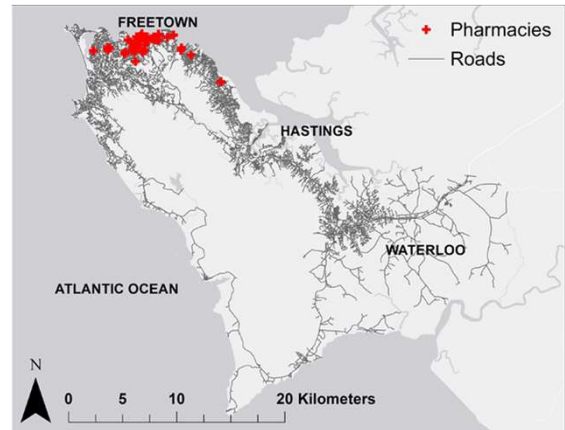 FREETOWN
Pharmacies
Roads
HASTINGS
WATERLOO
ATLANTIC OCEAN
N
0 5 10 20 Kilometers